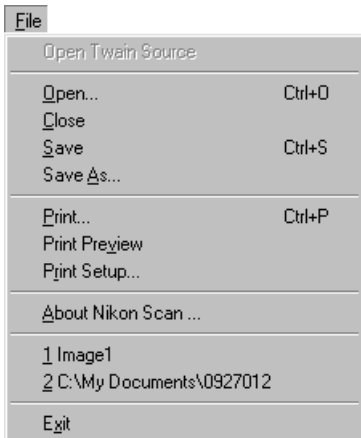 File
Open Twain Source
Open... Ctrl+O
Close
Save Ctrl+S
Save As...
Print... Ctrl+P
Print Preview
Print Setup...
About Nikon Scan ...
1 Image1
2 C:\My Documents\0927012
Exit